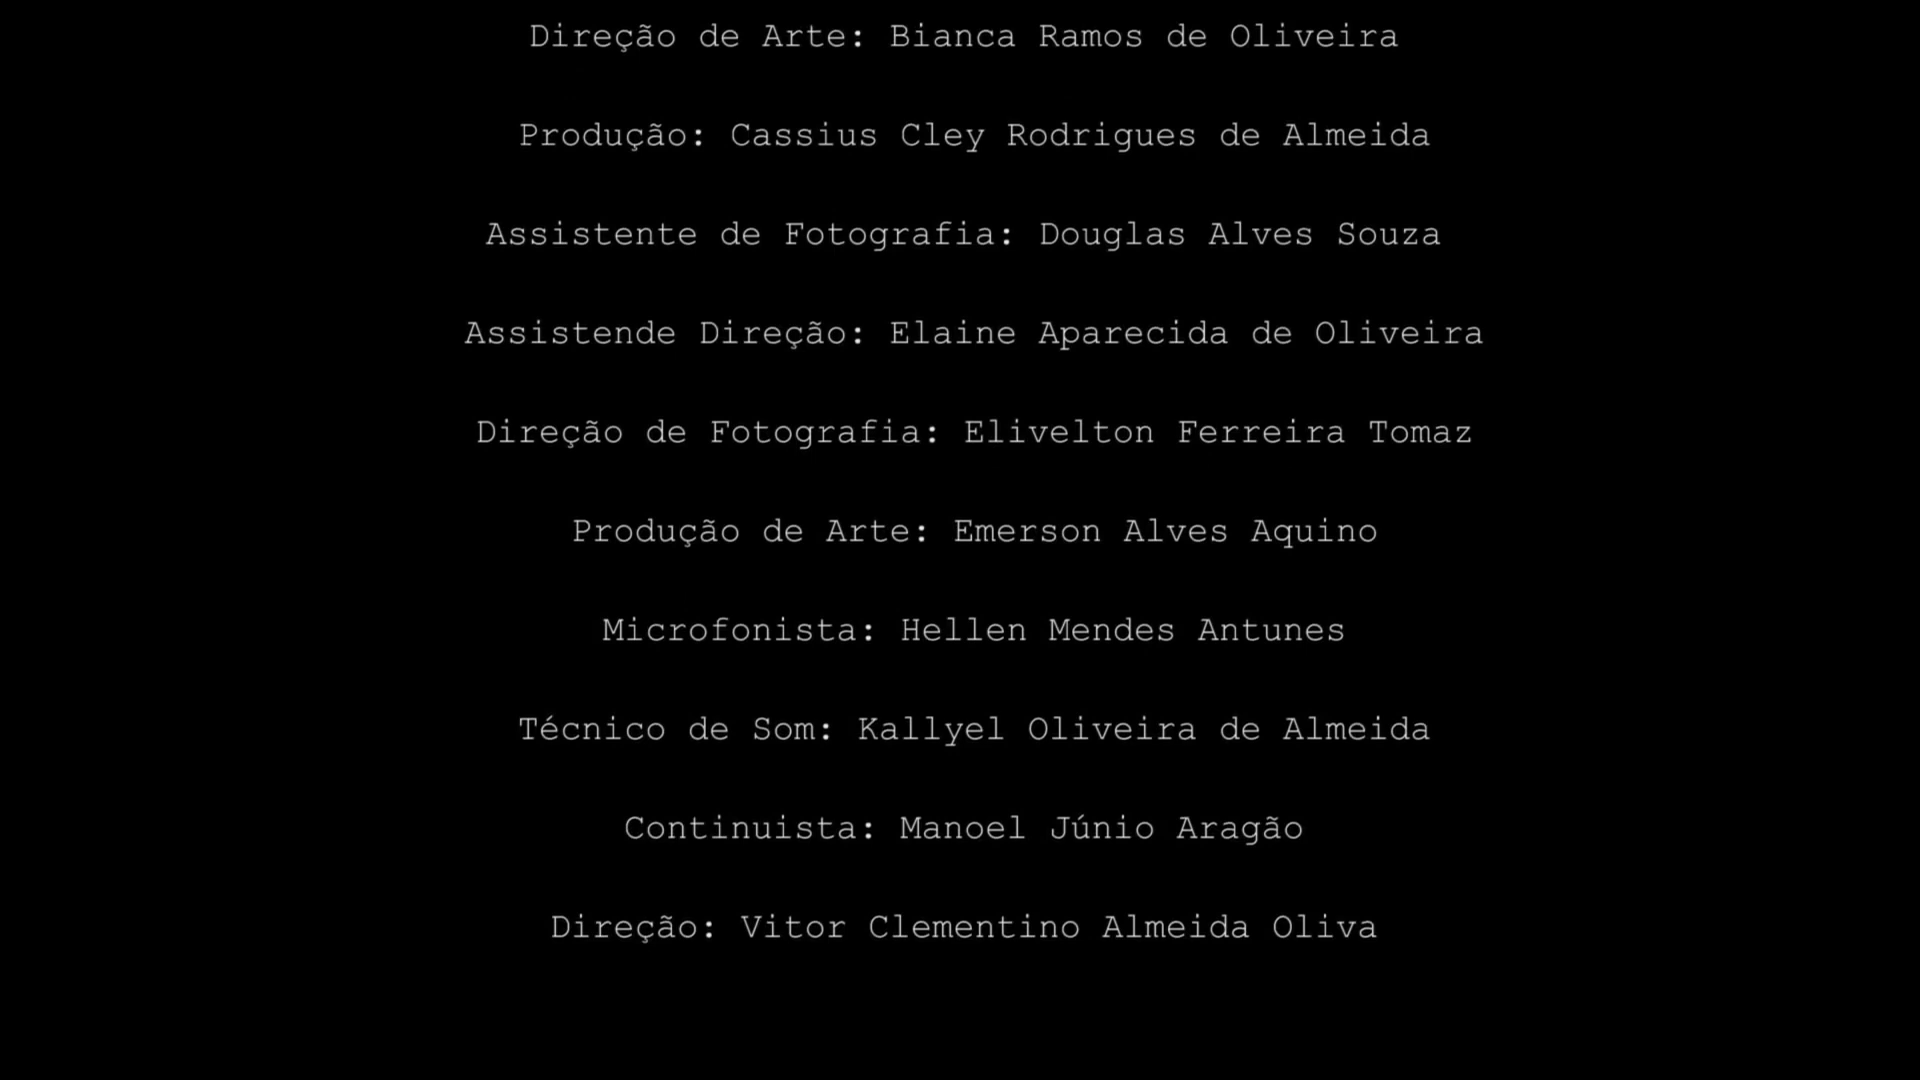 Direção de Arte: Bianca Ramos de Oliveira
Produção: Cassius Cley Rodrigues de Almeida
Assistente de Fotografia: Douglas Alves Souza
Assistende Direção: Elaine Aparecida de Oliveira
Direção de Fotografia: Elivelton Ferreira Tomaz
Produção de Arte: Emerson Alves Aquino
Microfonista: Hellen Mendes Antunes
Técnico de Som: Kallyel Oliveira de Almeida
Continuista: Manoel Júnio Aragão
Direção: Vitor Clementino Almeida Oliva